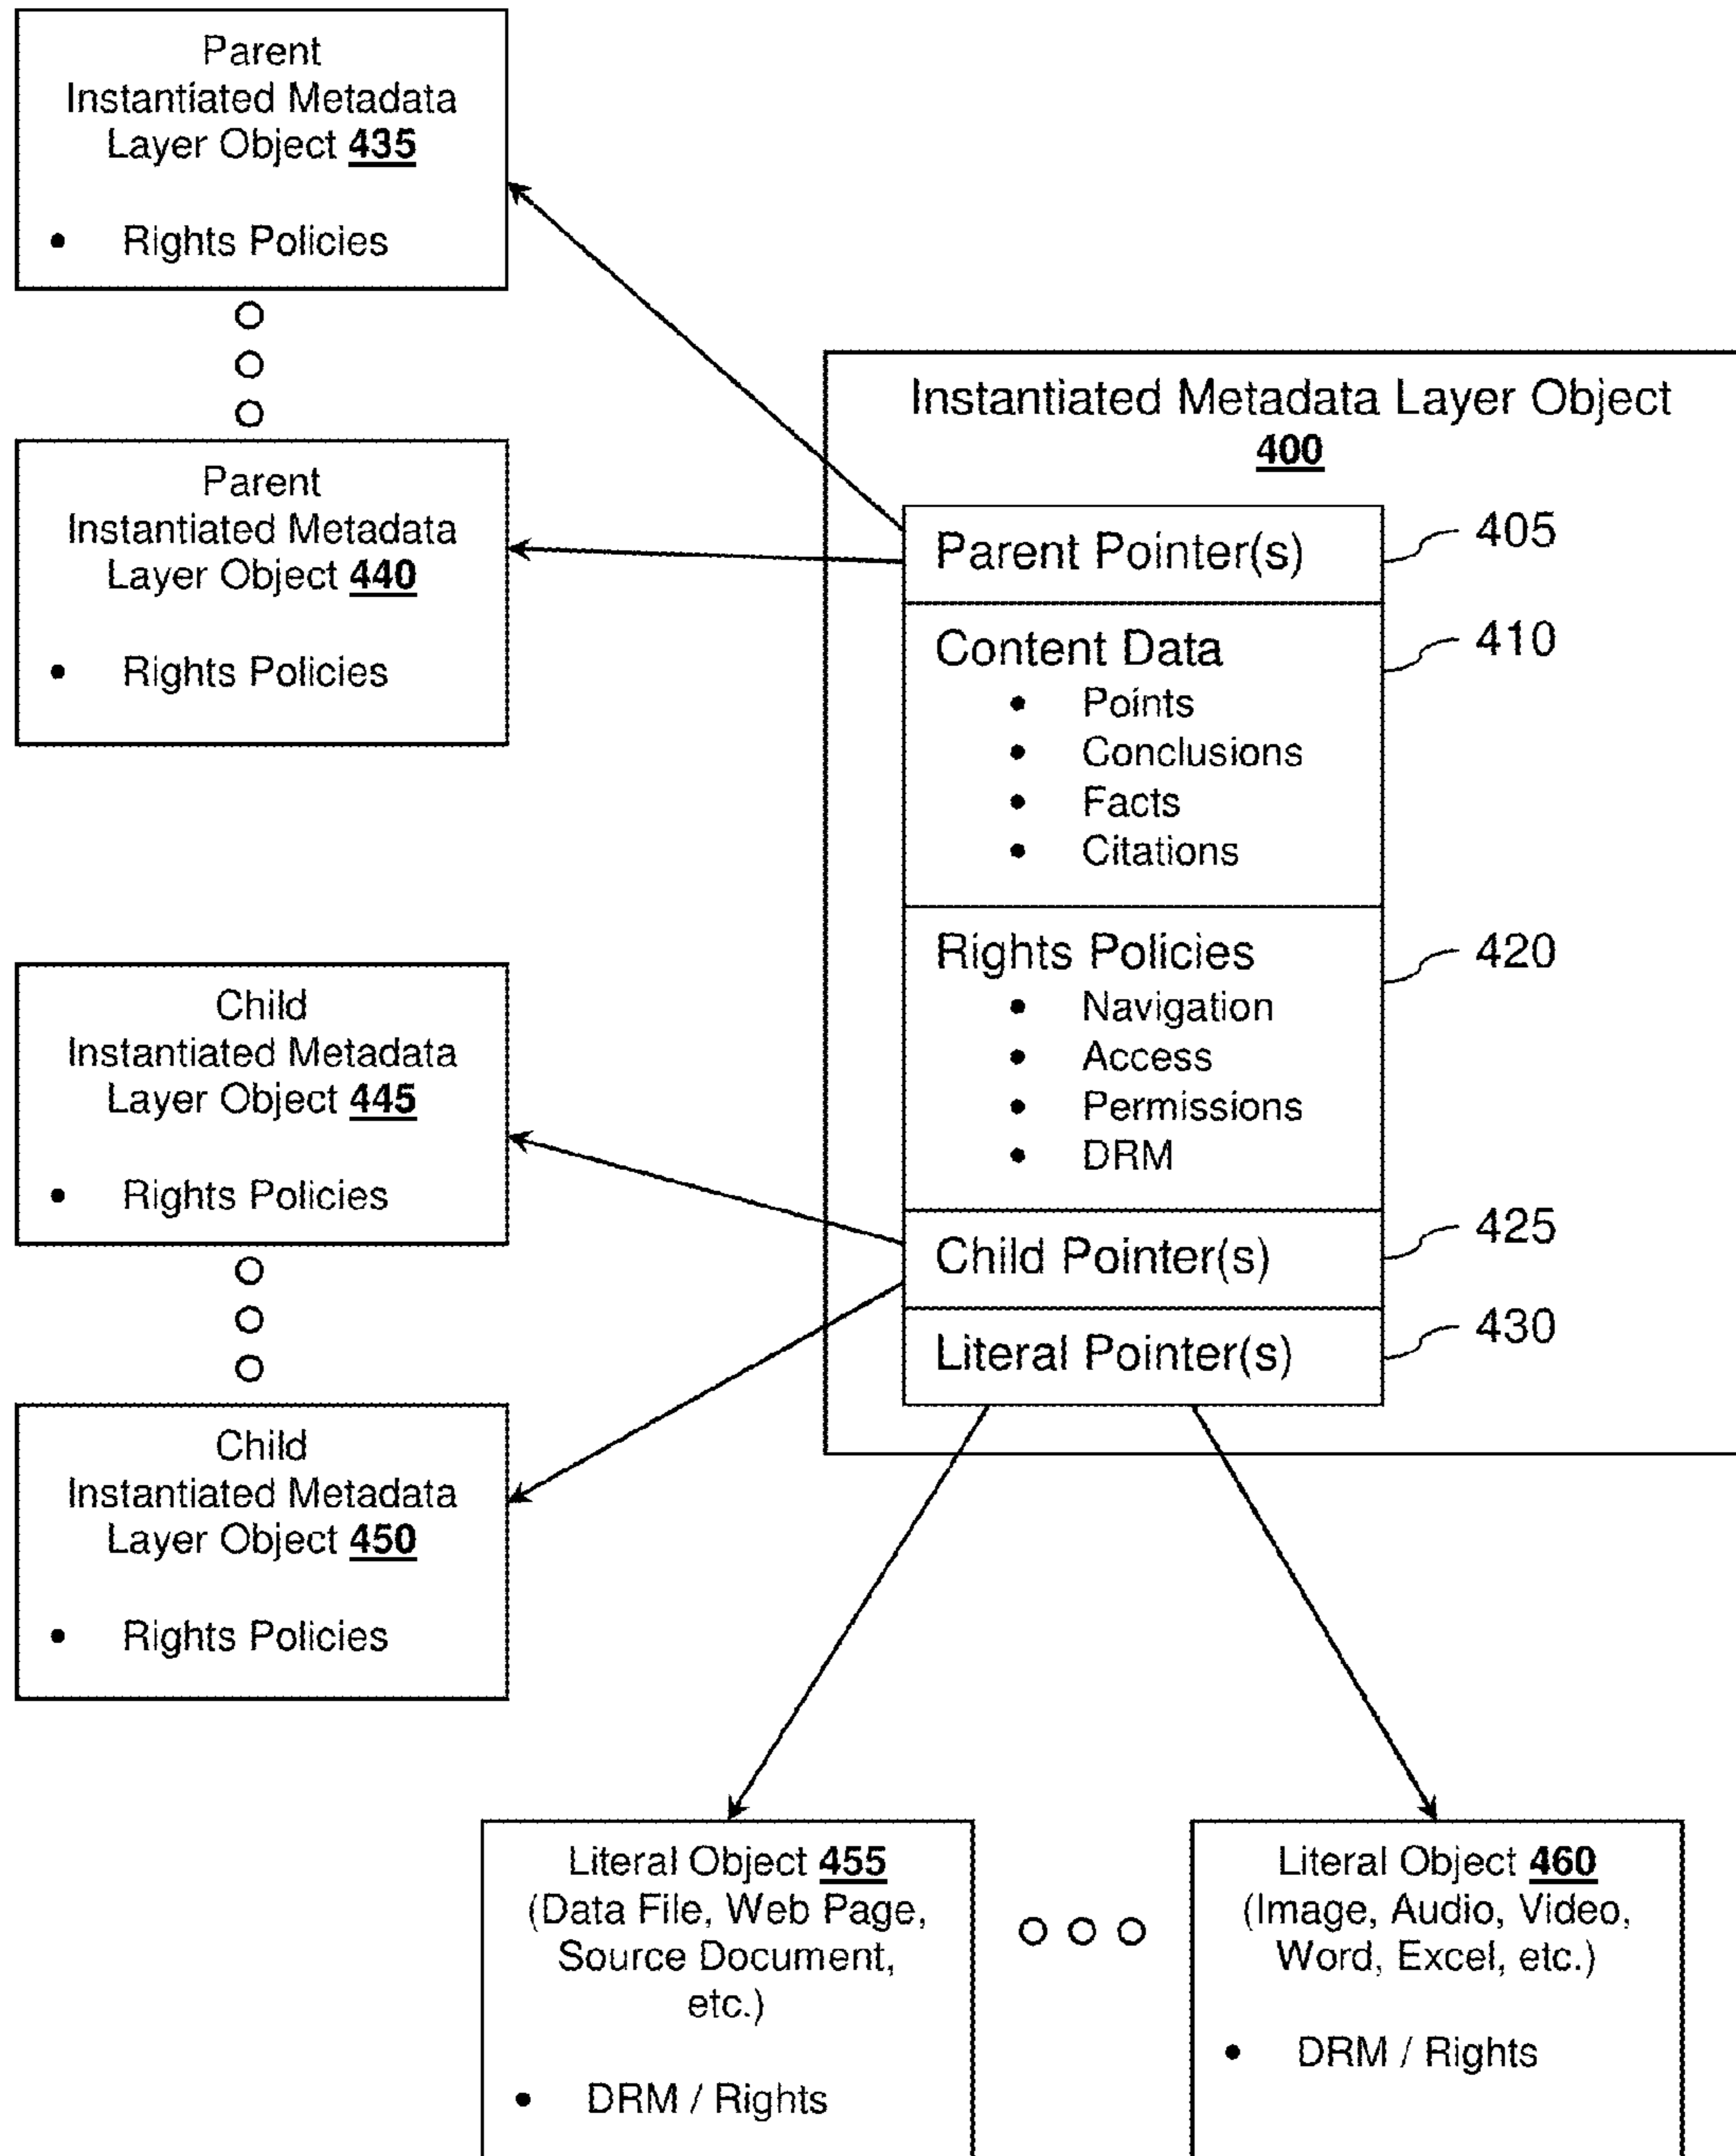 Parent
Instantiated Metadata
Layer Object 435
• Rights Policies
Parent
Instantiated Metadata
Layer Object 440
• Rights Policies
Child
Instantiated Metadata
Layer Object 445
• Rights Policies
Child
Instantiated Metadata
Layer Object 450
• Rights Policies
Instantiated Metadata Layer Object
400
Parent Pointer(s)
405
Content Data
410
• Points
• Conclusions
• Facts
• Citations
Rights Policies
420
• Navigation
• Access
• Permissions
• DRM
Child Pointer(s)
425
Literal Pointer(s)
430
Literal Object 455
(Data File, Web Page,
Source Document,
etc.)
• DRM / Rights
Literal Object 460
(Image, Audio, Video,
Word, Excel, etc.)
• DRM / Rights